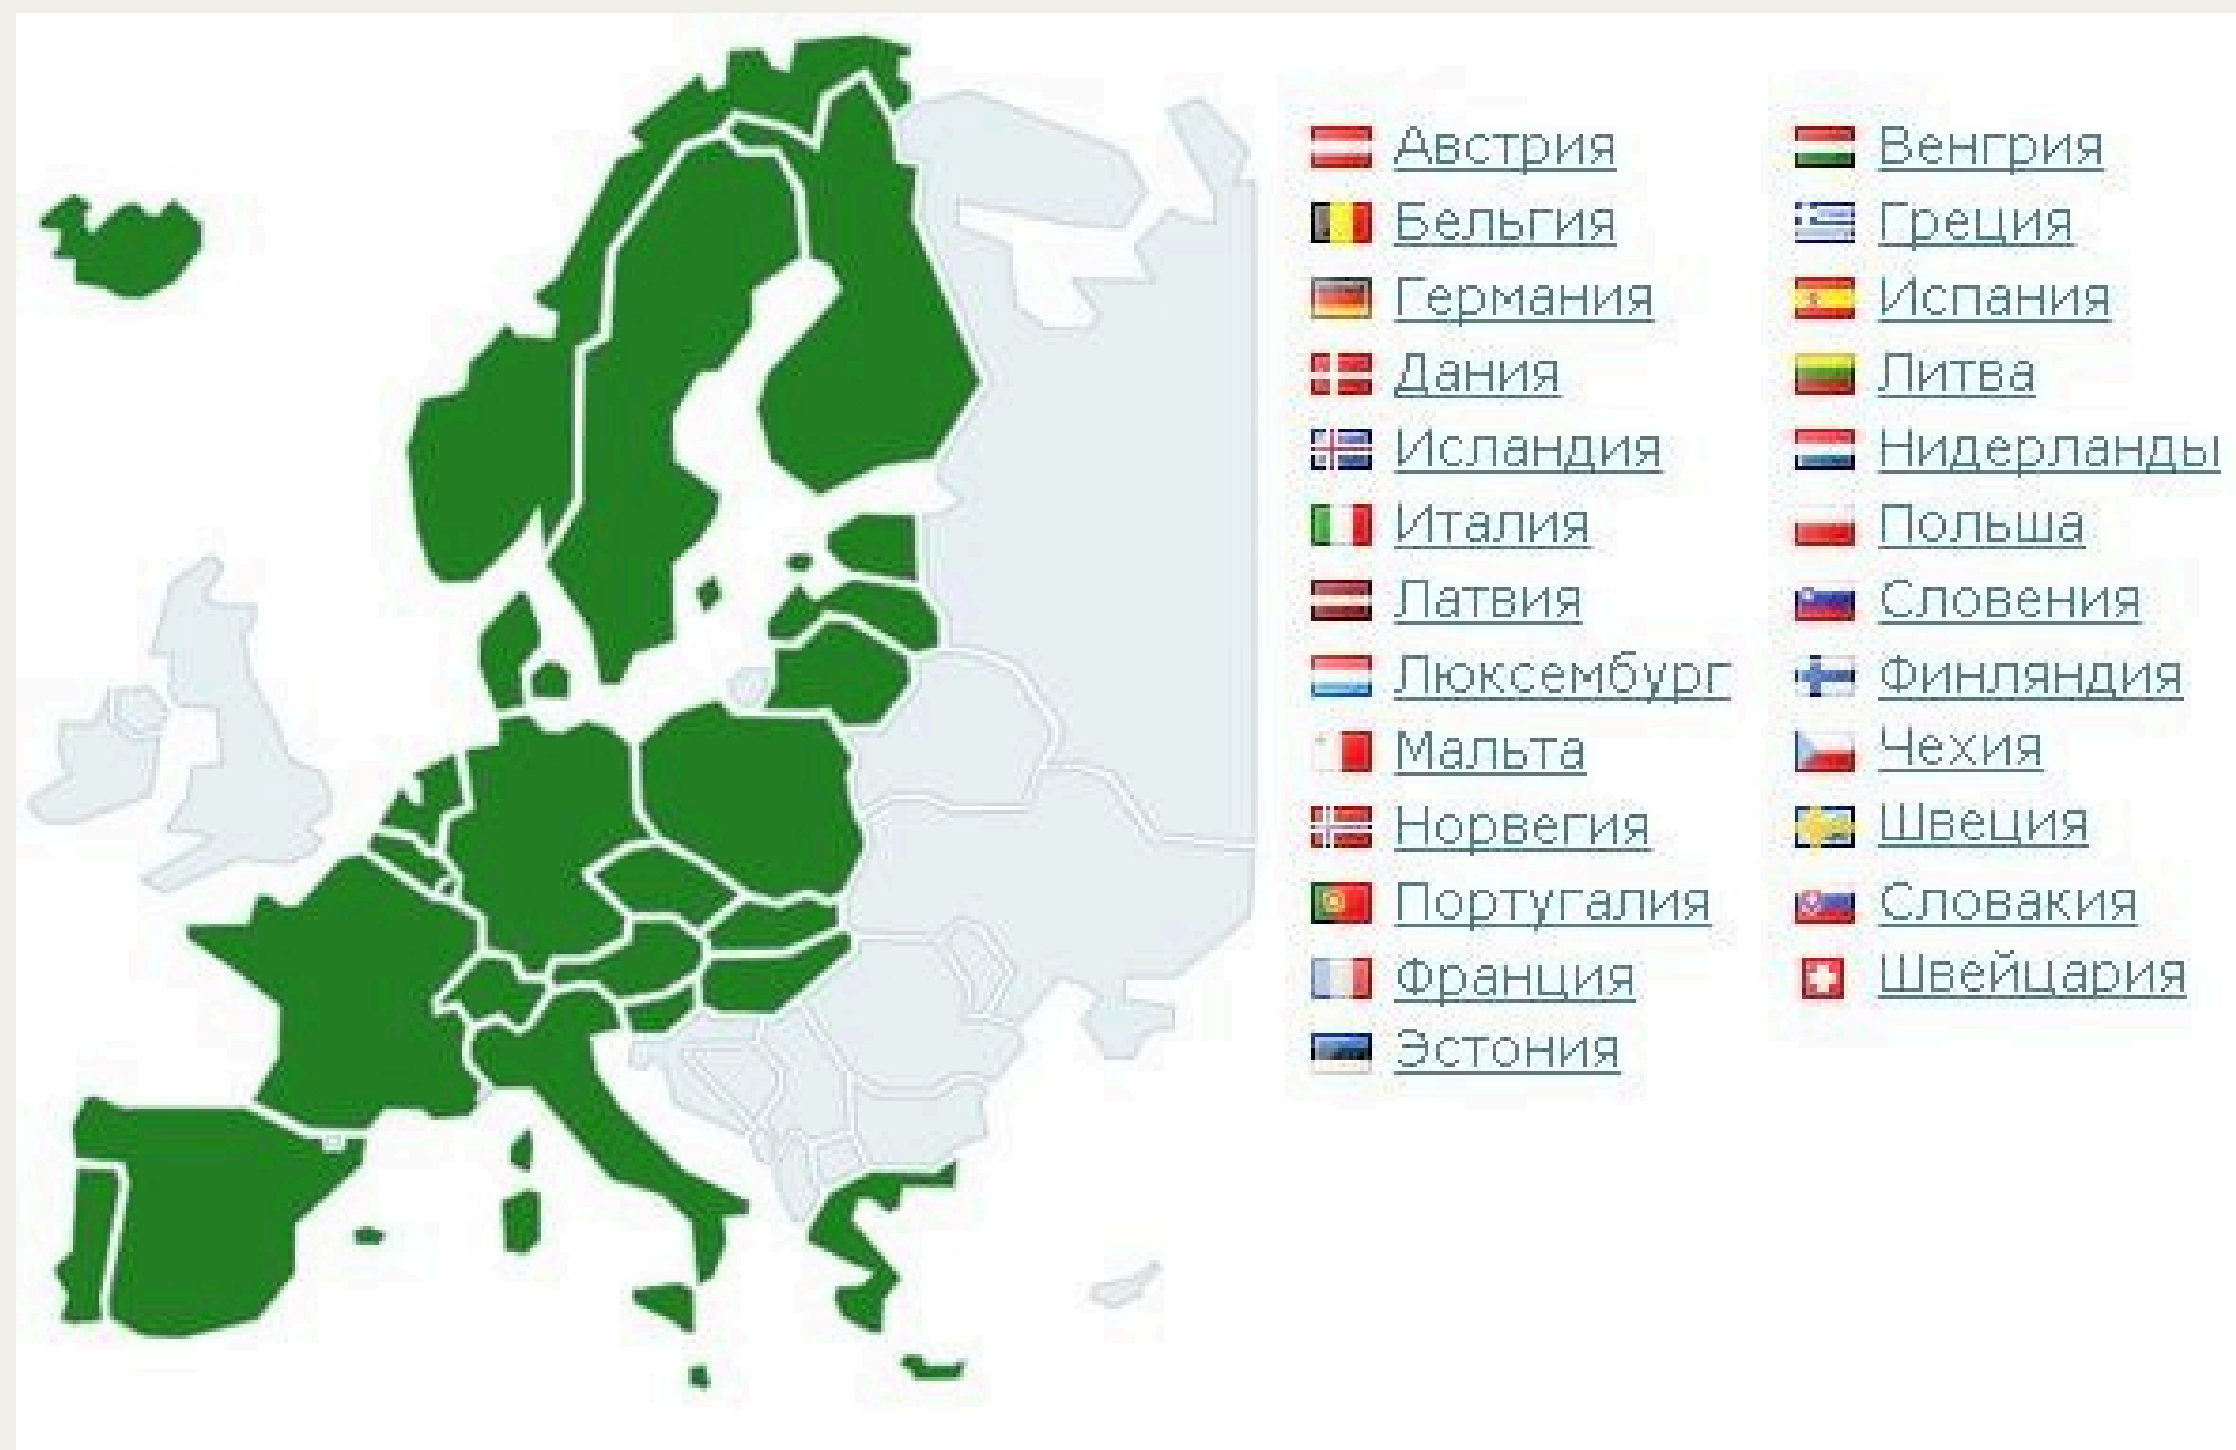 Австрия
Бельгия
Германия
Дания
Исландия
Италия
Латвия
Люксембург
Мальта
Норвегия
Португалия
Франция
Эстония
Венгрия
Греция
Испания
Литва
Нидерланды
Польша
Словения
Финляндия
Чехия
Швеция
Словакия
Швейцария